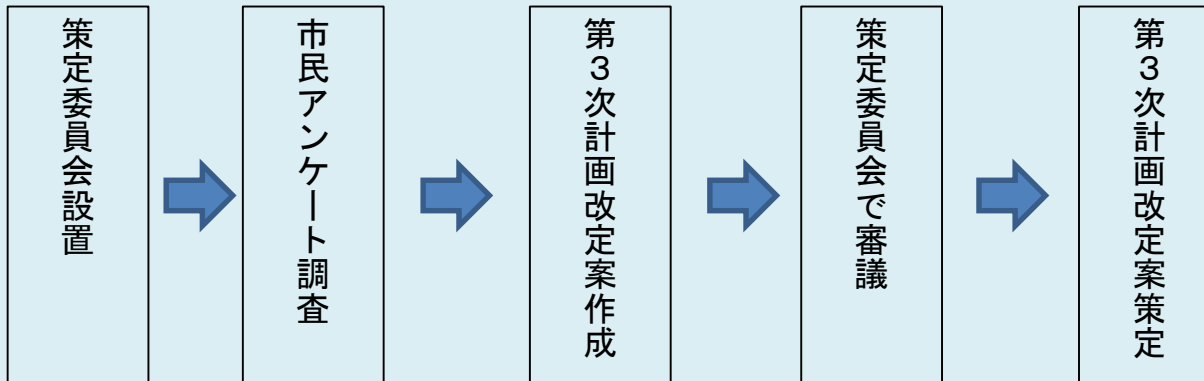 策定委員会設置
市民アンケート調査
第３次計画改定案作成
策定委員会で審議
第３次計画改定案策定